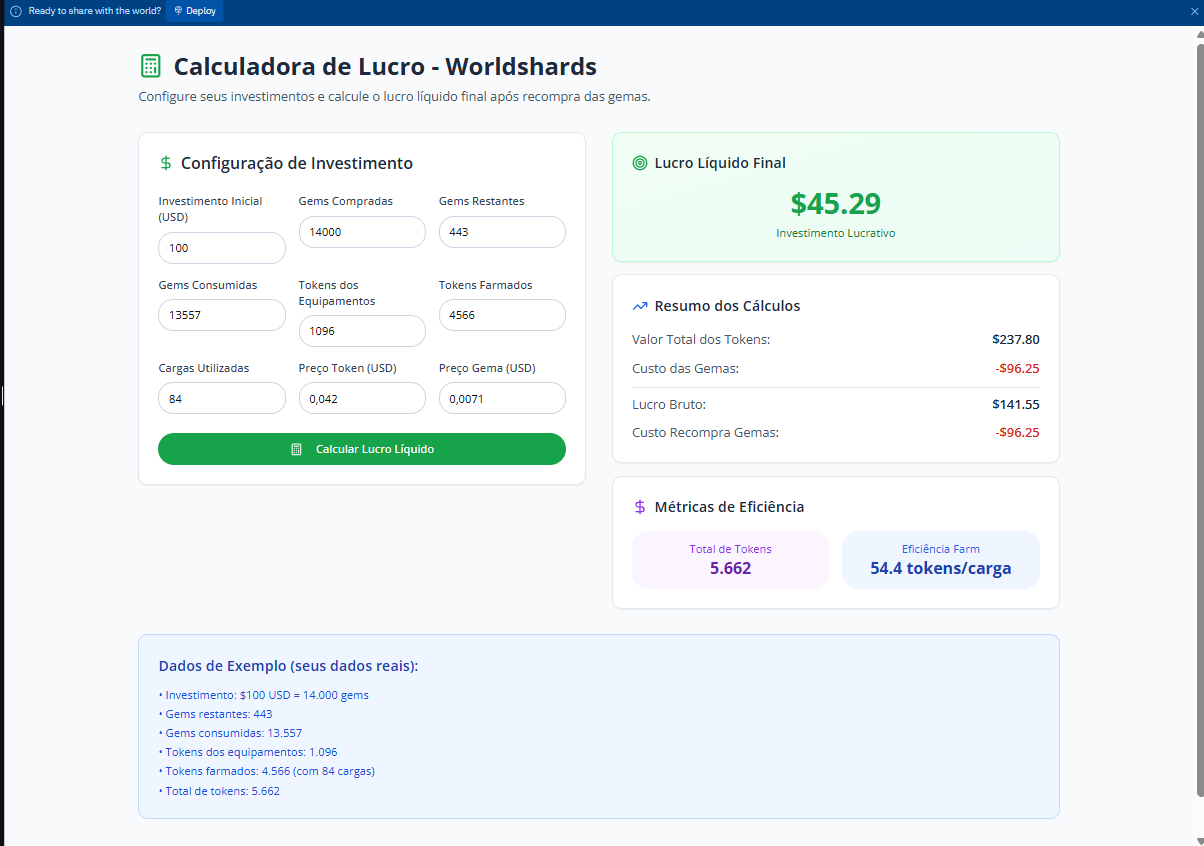 Ready to share with the world? Deploy
Calculadora de Lucro - Worldshards
Configure seus investimentos e calcule o lucro líquido final após recompra das gemas.
Configuração de Investimento
Investimento Inicial
(USD)
100
Gems Compradas
14000
Gems Restantes
443
Gems Consumidas
13557
Tokens dos
Equipamentos
1096
Tokens Farmados
4566
Cargas Utilizadas
84
Preço Token (USD)
0,042
Preço Gema (USD)
0,0071
Calcular Lucro Líquido
Lucro Líquido Final
$45.29
Investimento Lucrativo
Resumo dos Cálculos
Valor Total dos Tokens: $237.80
Custo das Gemas: -$96.25
Lucro Bruto: $141.55
Custo Recompra Gemas: -$96.25
Métricas de Eficiência
Total de Tokens
5.662
Eficiência Farm
54.4 tokens/carga
Dados de Exemplo (seus dados reais):
• Investimento: $100 USD = 14.000 gems
• Gems restantes: 443
• Gems consumidas: 13.557
• Tokens dos equipamentos: 1.096
• Tokens farmados: 4.566 (com 84 cargas)
• Total de tokens: 5.662